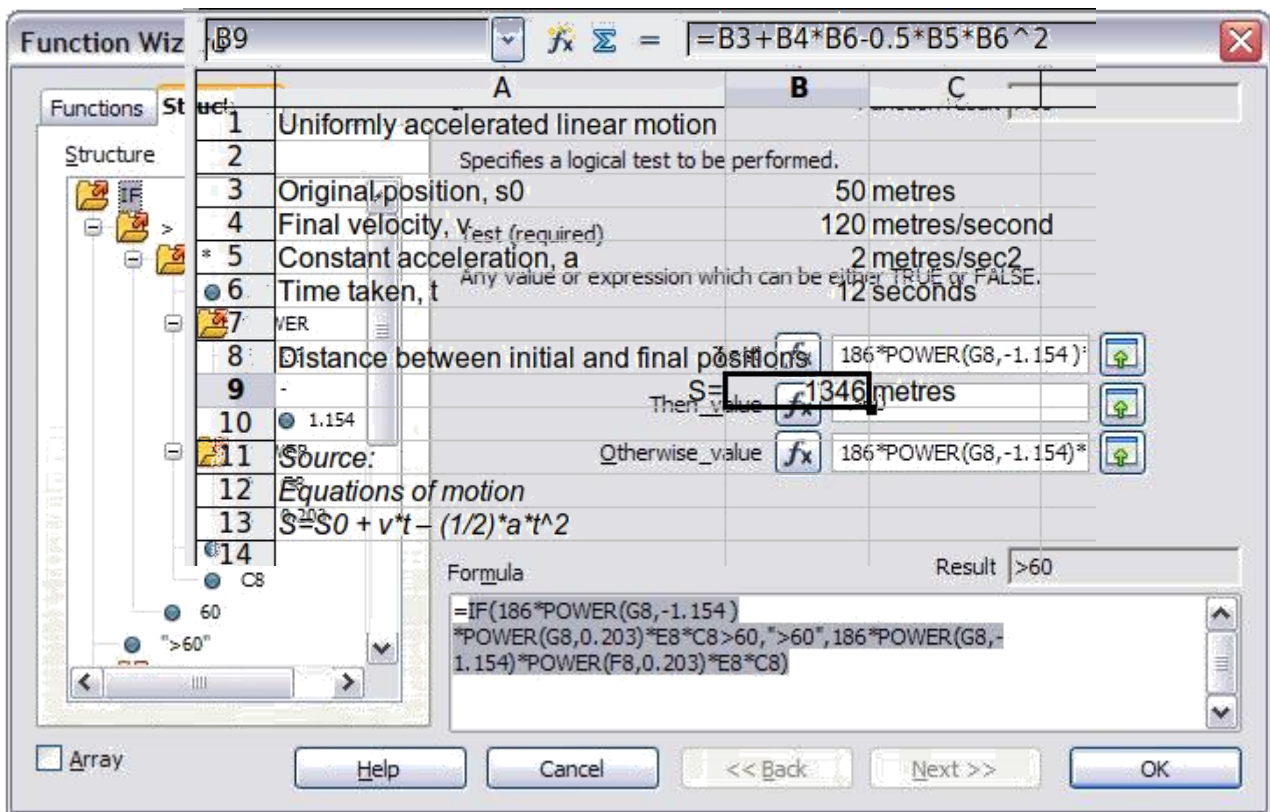 Function Wiz
B9
=
=B3+B4*B6-0.5*B5*B6^2
Functions
A
B
C
Structure
1 Uniformly accelerated linear motion
2
Specifies a logical test to be performed.
IF
3 Original position, s0 50 metres
>
4 Final velocity, v 120 metres/second
Test (required)
* 5 Constant acceleration, a 2 metres/sec2
Any value or expression which can be either TRUE or FALSE.
6 Time taken, t 12 seconds
7
8 Distance between initial and final positions
186*POWER(G8,-1.154)*
9 S= 1346 metres
-
Then_value
10
1.154
11 Source:
Otherwise_value
186*POWER(G8,-1.154)*
12 Equations of motion
13 S=S0 + v*t – (1/2)*a*t^2
0.203
14
C8
60
">60"
Formula
Result >60
=IF(186*POWER(G8,-1.154)
*POWER(G8,0.203)*E8*C8>60,">60",186*POWER(G8,-
1.154)*POWER(F8,0.203)*E8*C8)
Array
Help
Cancel
<< Back
Next >>
OK